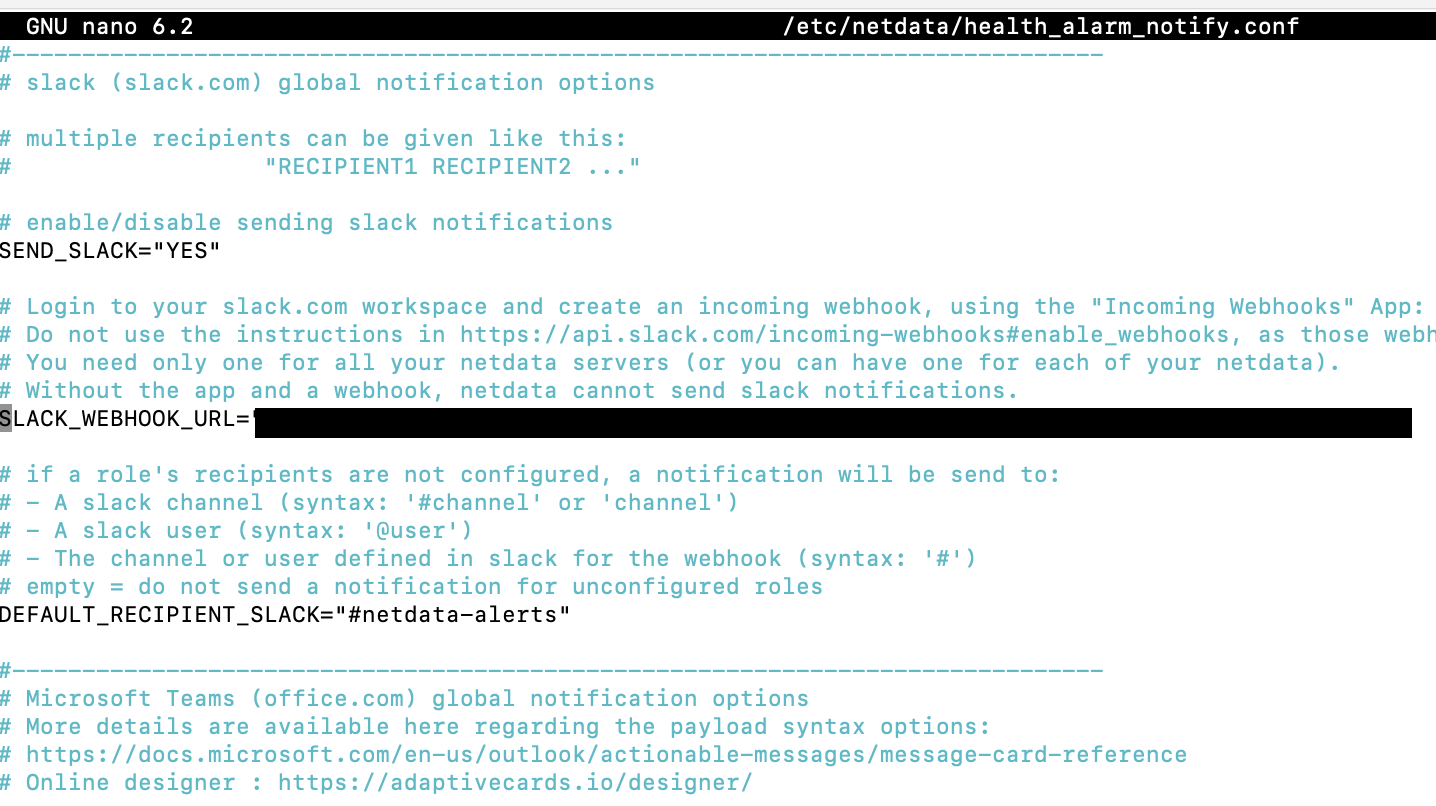 GNU nano 6.2 /etc/netdata/health_alarm_notify.conf
#------------------------------------------------------------------------------
# slack (slack.com) global notification options
# multiple recipients can be given like this:
# "RECIPIENT1 RECIPIENT2 ..."
# enable/disable sending slack notifications
SEND_SLACK="YES"
# Login to your slack.com workspace and create an incoming webhook, using the "Incoming Webhooks" App:
# Do not use the instructions in https://api.slack.com/incoming-webhooks#enable_webhooks, as those webh
# You need only one for all your netdata servers (or you can have one for each of your netdata).
# Without the app and a webhook, netdata cannot send slack notifications.
SLACK_WEBHOOK_URL='
# if a role's recipients are not configured, a notification will be send to:
# - A slack channel (syntax: '#channel' or 'channel')
# - A slack user (syntax: '@user')
# - The channel or user defined in slack for the webhook (syntax: '#')
# empty = do not send a notification for unconfigured roles
DEFAULT_RECIPIENT_SLACK="#netdata-alerts"
#------------------------------------------------------------------------------
# Microsoft Teams (office.com) global notification options
# More details are available here regarding the payload syntax options:
# https://docs.microsoft.com/en-us/outlook/actionable-messages/message-card-reference
# Online designer : https://adaptivecards.io/designer/